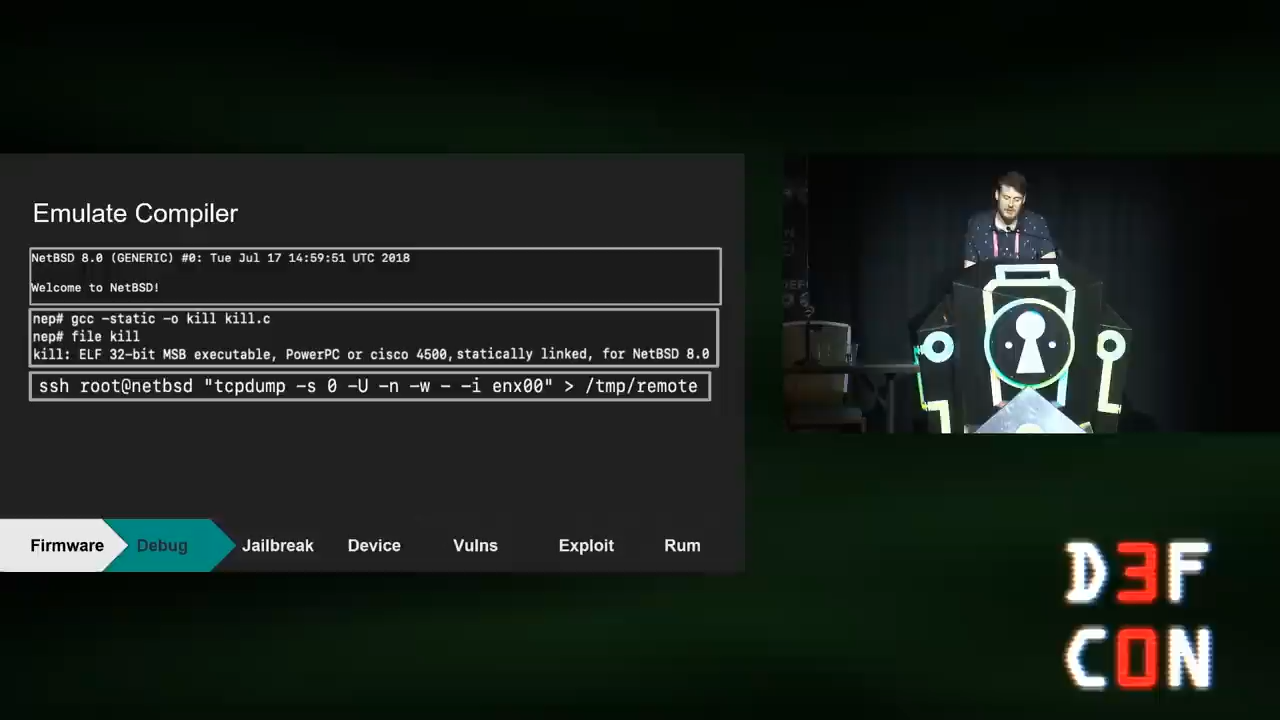 Emulate Compiler
NetBSD 8.0 (GENERIC) #0: Tue Jul 17 14:59:51 UTC 2018
Welcome to NetBSD!
nep# gcc -static -o kill kill.c
nep# file kill
kill: ELF 32-bit MSB executable, PowerPC or cisco 4500, statically linked, for NetBSD 8.0
ssh root@netbsd "tcpdump -s 0 -U -n -w - -i enx00" > /tmp/remote
Firmware Debug Jailbreak Device Vulns Exploit Rum
D3F
C0N